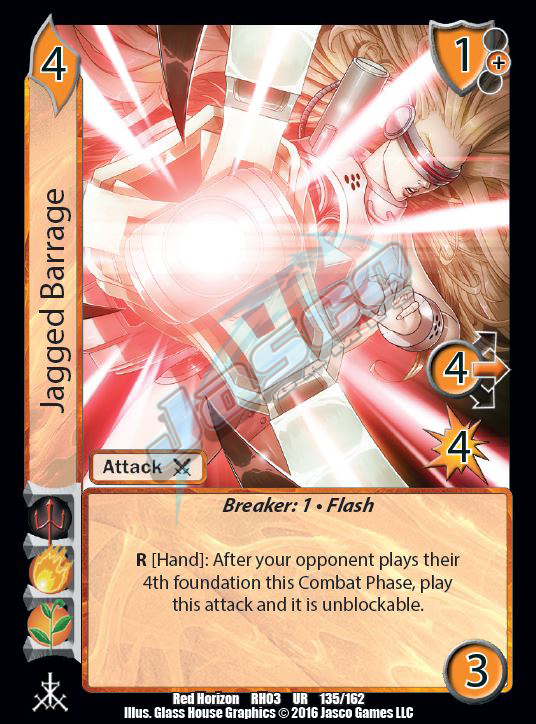 4
1
+
Jagged Barrage
Jasco
4
4
Attack
Breaker: 1 • Flash
R [Hand]: After your opponent plays their
4th foundation this Combat Phase, play
this attack and it is unblockable.
3
Red Horizon RH03 UR 135/162
Illus. Glass House Graphics © 2016 Jasco Games LLC